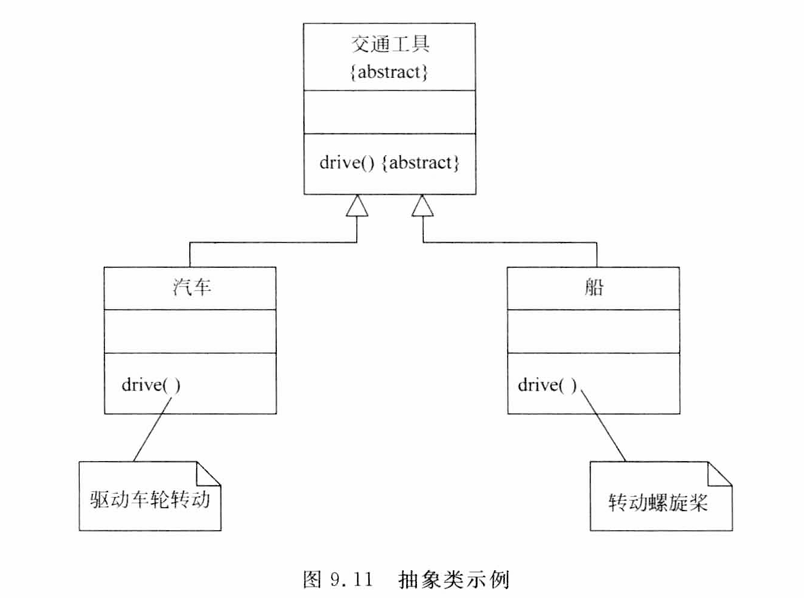 交通工具
{abstract}
drive() {abstract}
汽车
船
drive( )
drive( )
驱动车轮转动
转动螺旋桨
图 9.11 抽象类示例